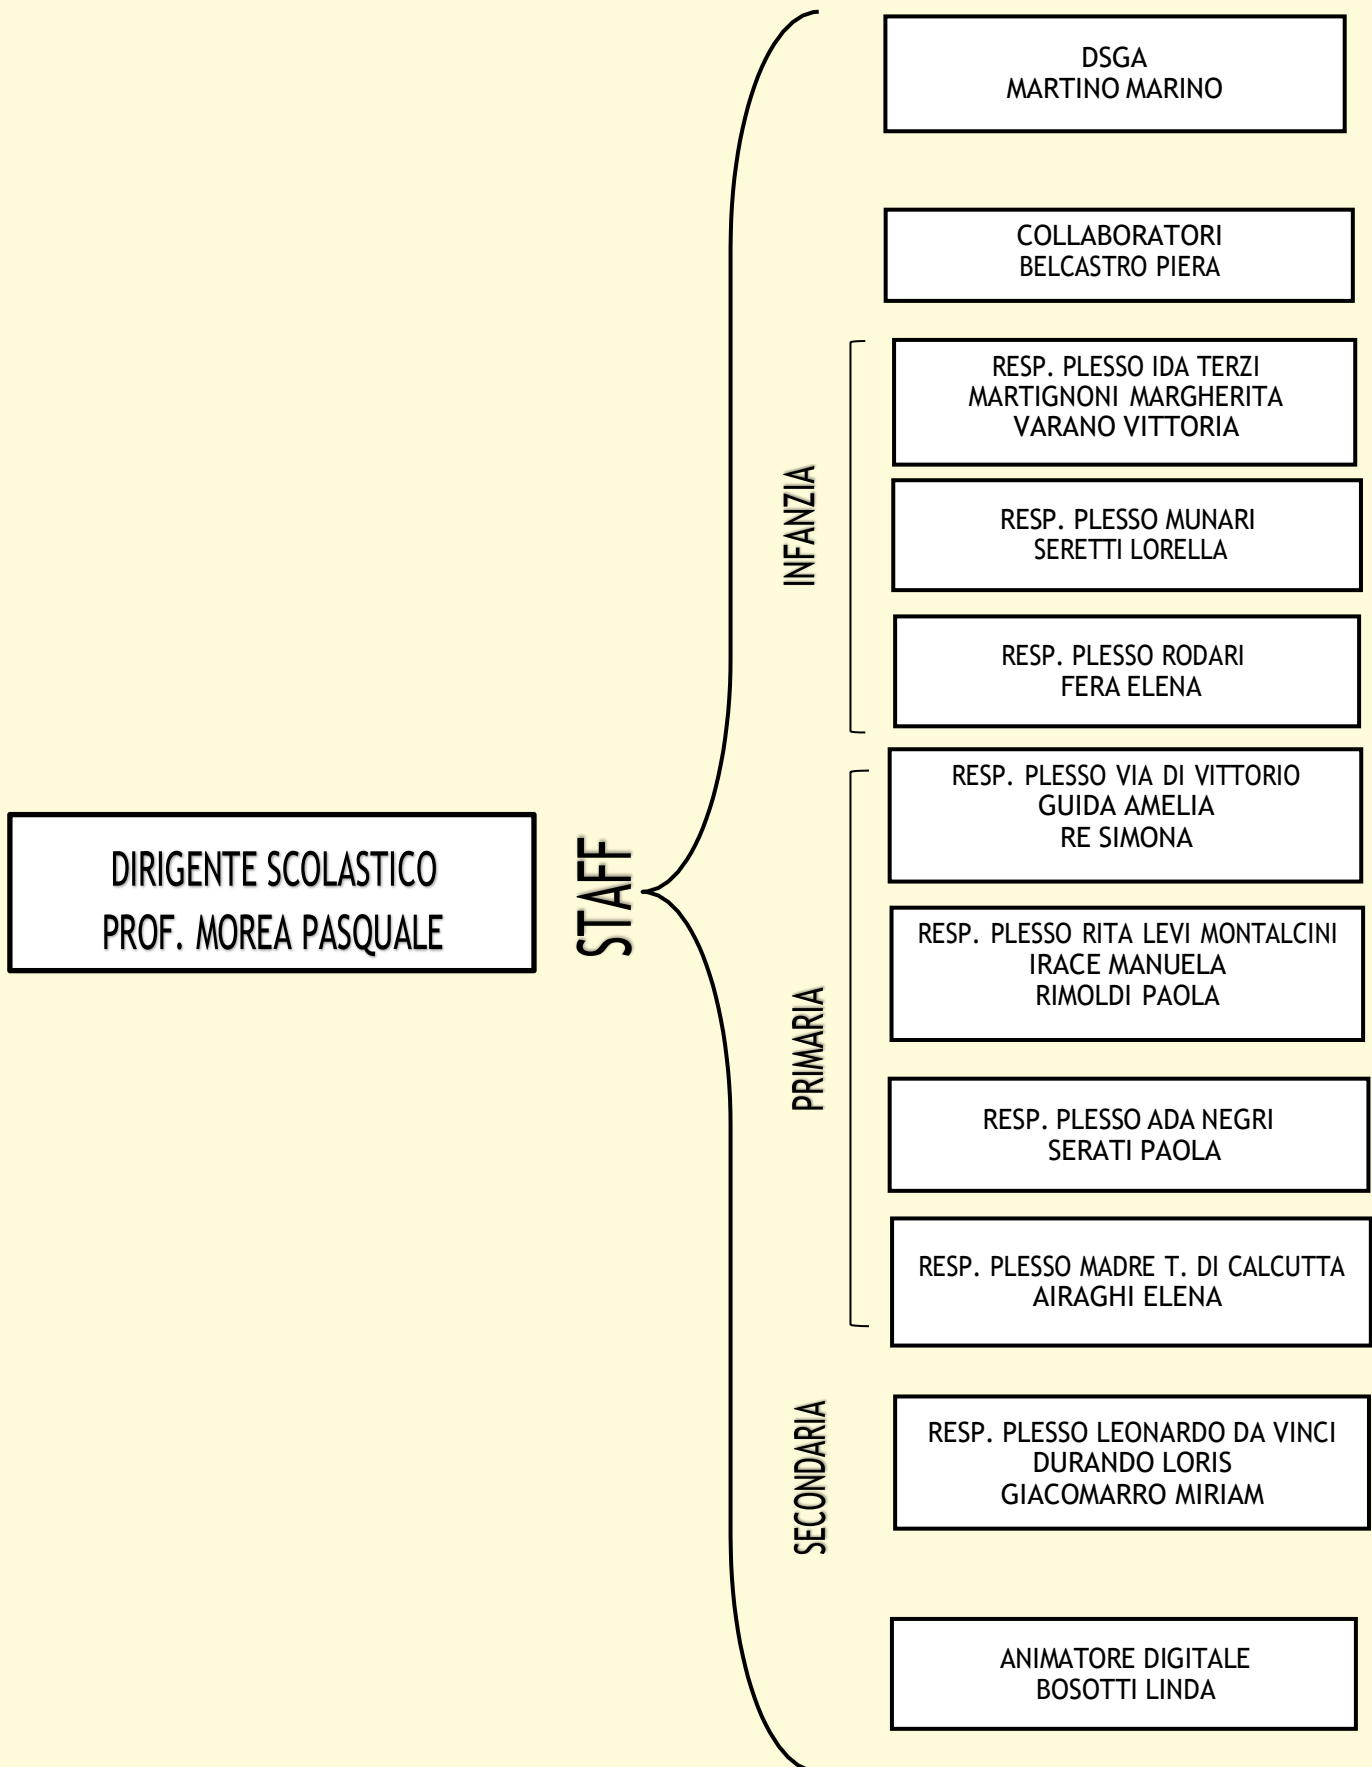 DIRIGENTE SCOLASTICO
PROF. MOREA PASQUALE
STAFF
DSGA
MARTINO MARINO
COLLABORATORI
BELCASTRO PIERA
INFANZIA
RESP. PLESSO IDA TERZI
MARTIGNONI MARGHERITA
VARANO VITTORIA
RESP. PLESSO MUNARI
SERETTI LORELLA
RESP. PLESSO RODARI
FERA ELENA
PRIMARIA
RESP. PLESSO VIA DI VITTORIO
GUIDA AMELIA
RE SIMONA
RESP. PLESSO RITA LEVI MONTALCINI
IRACE MANUELA
RIMOLDI PAOLA
RESP. PLESSO ADA NEGRI
SERATI PAOLA
RESP. PLESSO MADRE T. DI CALCUTTA
AIRAGHI ELENA
SECONDARIA
RESP. PLESSO LEONARDO DA VINCI
DURANDO LORIS
GIACOMARRO MIRIAM
ANIMATORE DIGITALE
BOSOTTI LINDA